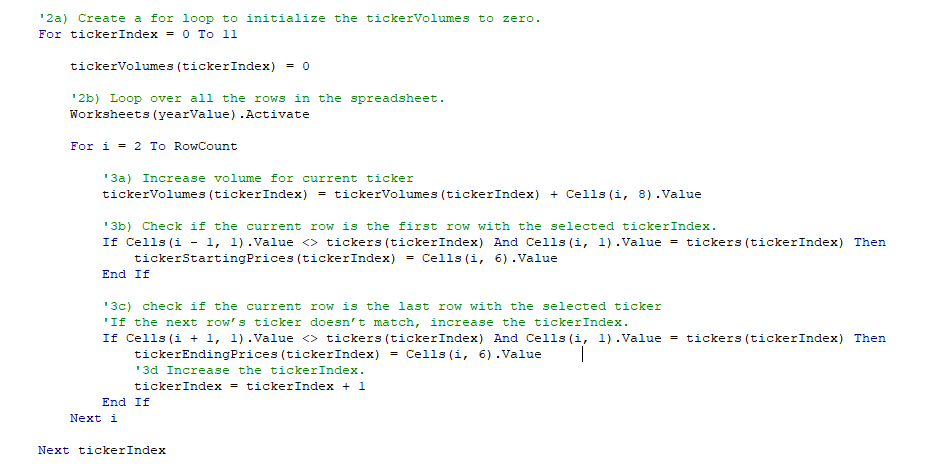 '2a) Create a for loop to initialize the tickerVolumes to zero.
For tickerIndex = 0 To 11
tickerVolumes(tickerIndex) = 0
'2b) Loop over all the rows in the spreadsheet.
Worksheets(yearValue).Activate
For i = 2 To RowCount
'3a) Increase volume for current ticker
tickerVolumes(tickerIndex) = tickerVolumes(tickerIndex) + Cells(i, 8).Value
'3b) Check if the current row is the first row with the selected tickerIndex.
If Cells(i - 1, 1).Value <> tickers(tickerIndex) And Cells(i, 1).Value = tickers(tickerIndex) Then
tickerStartingPrices(tickerIndex) = Cells(i, 6).Value
End If
'3c) check if the current row is the last row with the selected ticker
'If the next row’s ticker doesn’t match, increase the tickerIndex.
If Cells(i + 1, 1).Value <> tickers(tickerIndex) And Cells(i, 1).Value = tickers(tickerIndex) Then
tickerEndingPrices(tickerIndex) = Cells(i, 6).Value
'3d Increase the tickerIndex.
tickerIndex = tickerIndex + 1
End If
Next i
Next tickerIndex